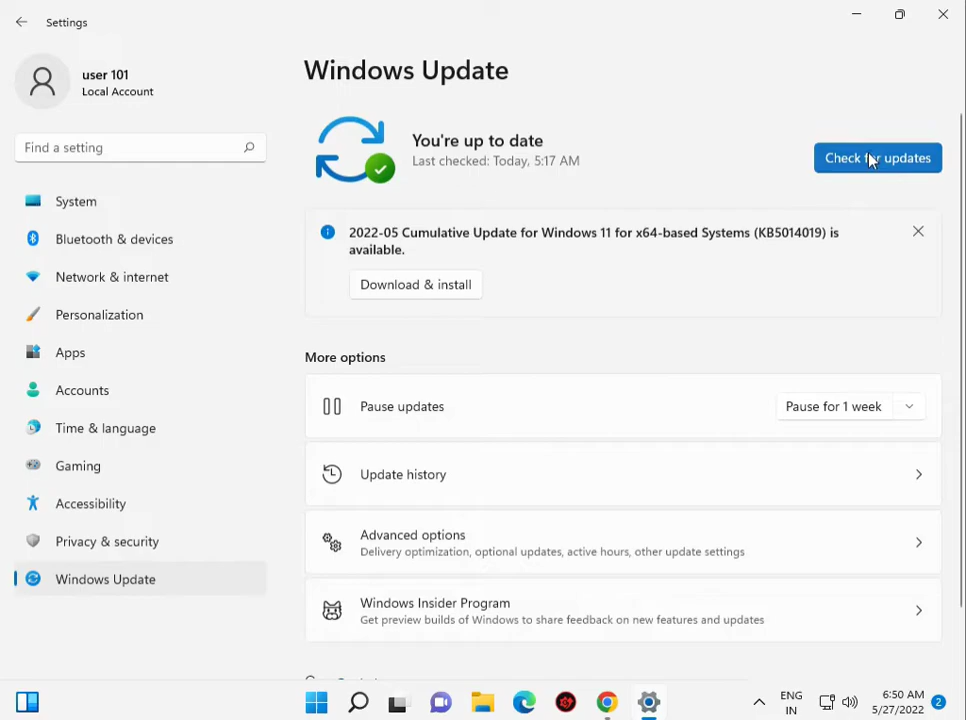 Settings
user 101
Local Account
Find a setting
System
Bluetooth & devices
Network & internet
Personalization
Apps
Accounts
Time & language
Gaming
Accessibility
Privacy & security
Windows Update
Windows Update
You're up to date
Last checked: Today, 5:17 AM
Check for updates
2022-05 Cumulative Update for Windows 11 for x64-based Systems (KB5014019) is
available.
Download & install
More options
Pause updates
Pause for 1 week
Update history
Advanced options
Delivery optimization, optional updates, active hours, other update settings
Windows Insider Program
Get preview builds of Windows to share feedback on new features and updates
ENG
IN
6:50 AM
5/27/2022
2